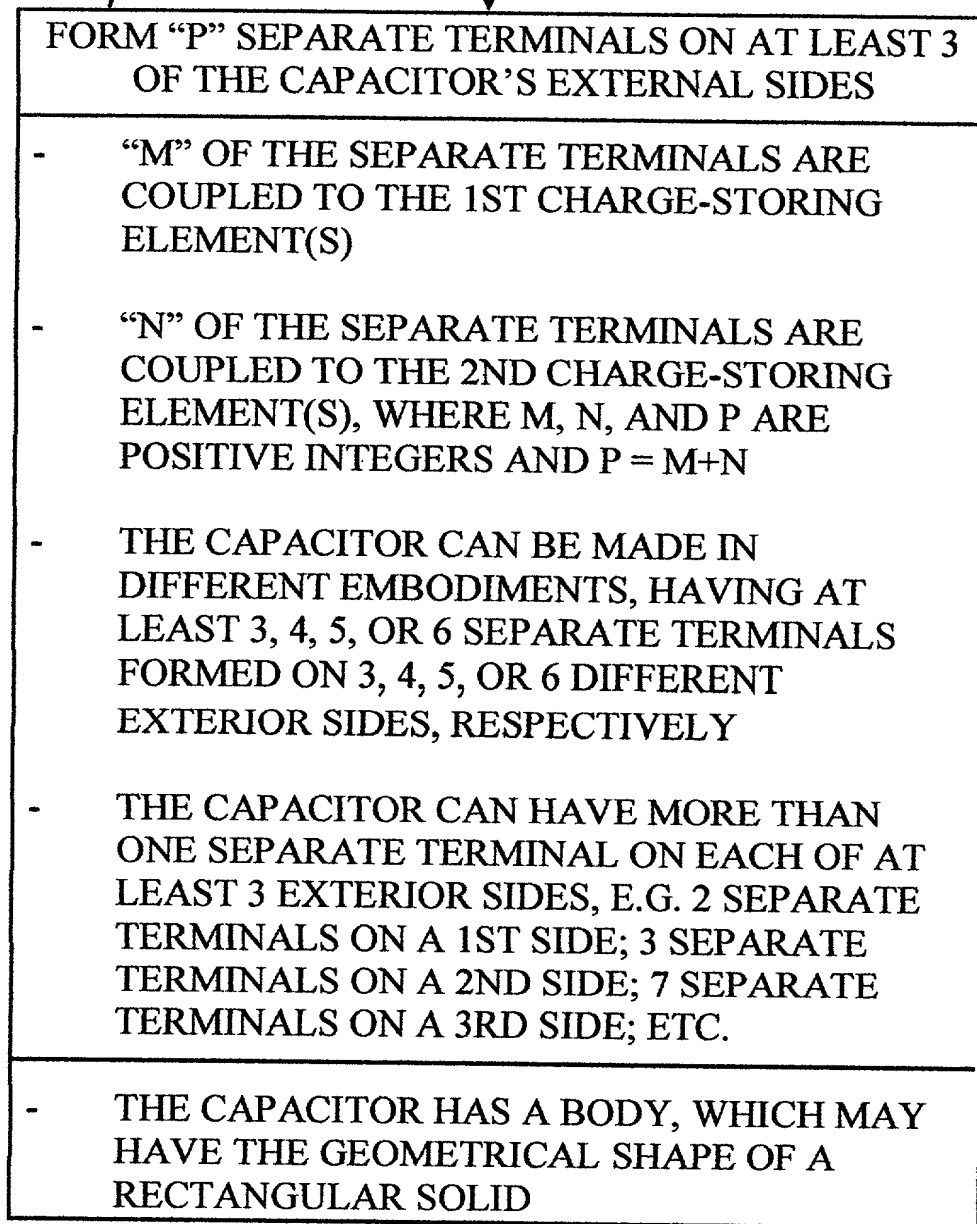 FORM “P” SEPARATE TERMINALS ON AT LEAST 3
OF THE CAPACITOR’S EXTERNAL SIDES
- “M” OF THE SEPARATE TERMINALS ARE
COUPLED TO THE 1ST CHARGE-STORING
ELEMENT(S)
- “N” OF THE SEPARATE TERMINALS ARE
COUPLED TO THE 2ND CHARGE-STORING
ELEMENT(S), WHERE M, N, AND P ARE
POSITIVE INTEGERS AND P = M+N
- THE CAPACITOR CAN BE MADE IN
DIFFERENT EMBODIMENTS, HAVING AT
LEAST 3, 4, 5, OR 6 SEPARATE TERMINALS
FORMED ON 3, 4, 5, OR 6 DIFFERENT
EXTERIOR SIDES, RESPECTIVELY
- THE CAPACITOR CAN HAVE MORE THAN
ONE SEPARATE TERMINAL ON EACH OF AT
LEAST 3 EXTERIOR SIDES, E.G. 2 SEPARATE
TERMINALS ON A 1ST SIDE; 3 SEPARATE
TERMINALS ON A 2ND SIDE; 7 SEPARATE
TERMINALS ON A 3RD SIDE; ETC.
- THE CAPACITOR HAS A BODY, WHICH MAY
HAVE THE GEOMETRICAL SHAPE OF A
RECTANGULAR SOLID